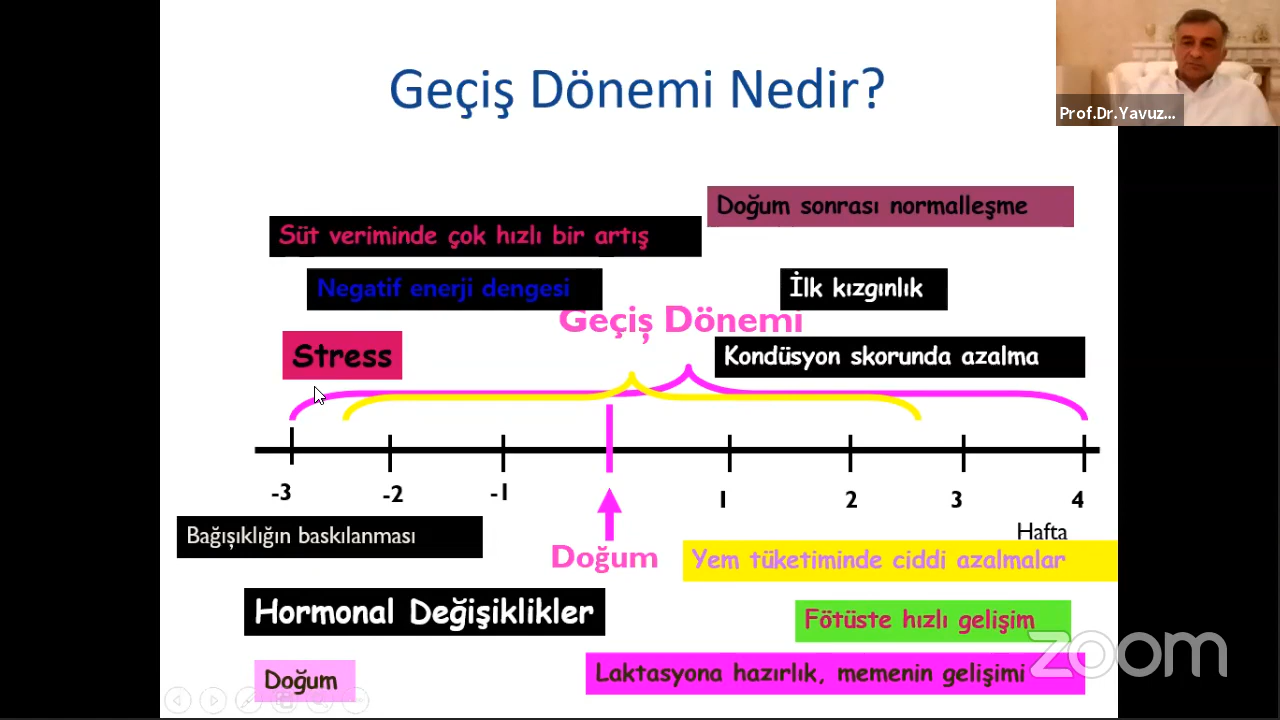 Geçiş Dönemi Nedir?
Prof.Dr.Yavuz...
Doğum sonrası normalleşme
Süt veriminde çok hızlı bir artış
Negatif enerji dengesi
İlk kızgınlık
Geçiş Dönemi
Stress
Kondüsyon skorunda azalma
-3 -2 -1 1 2 3 4
Hafta
Bağışıklığın baskılanması
Doğum
Yem tüketiminde ciddi azalmalar
Hormonal Değişiklikler
Fötüste hızlı gelişim
zoom
Laktasyona hazırlık, memenin gelişimi
Doğum